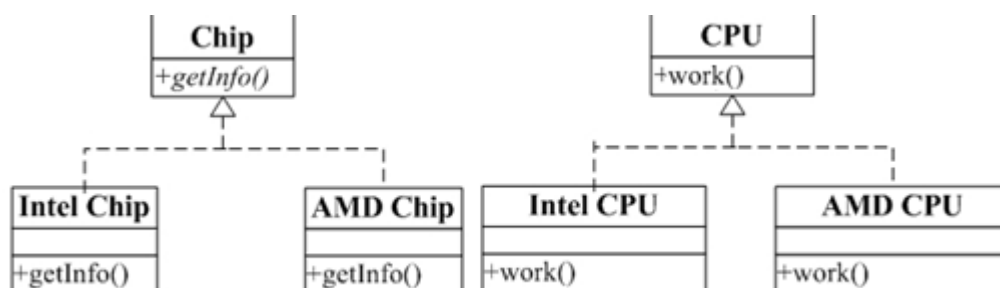 Chip
+getInfo()
CPU
+work()
Intel Chip
+getInfo()
AMD Chip
+getInfo()
Intel CPU
+work()
AMD CPU
+work()